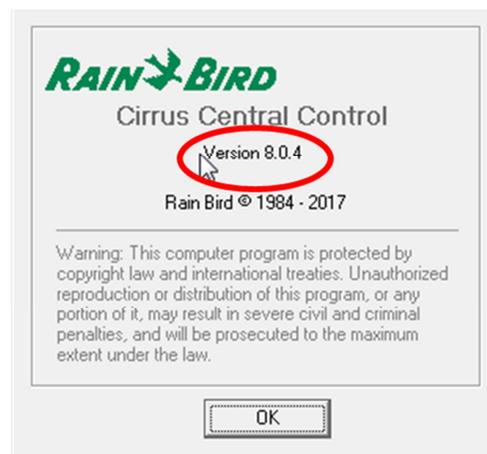 RAIN BIRD
Cirrus Central Control
Version 8.0.4
Rain Bird © 1984 - 2017
Warning: This computer program is protected by
copyright law and international treaties. Unauthorized
reproduction or distribution of this program, or any
portion of it, may result in severe civil and criminal
penalties, and will be prosecuted to the maximum
extent under the law.
OK